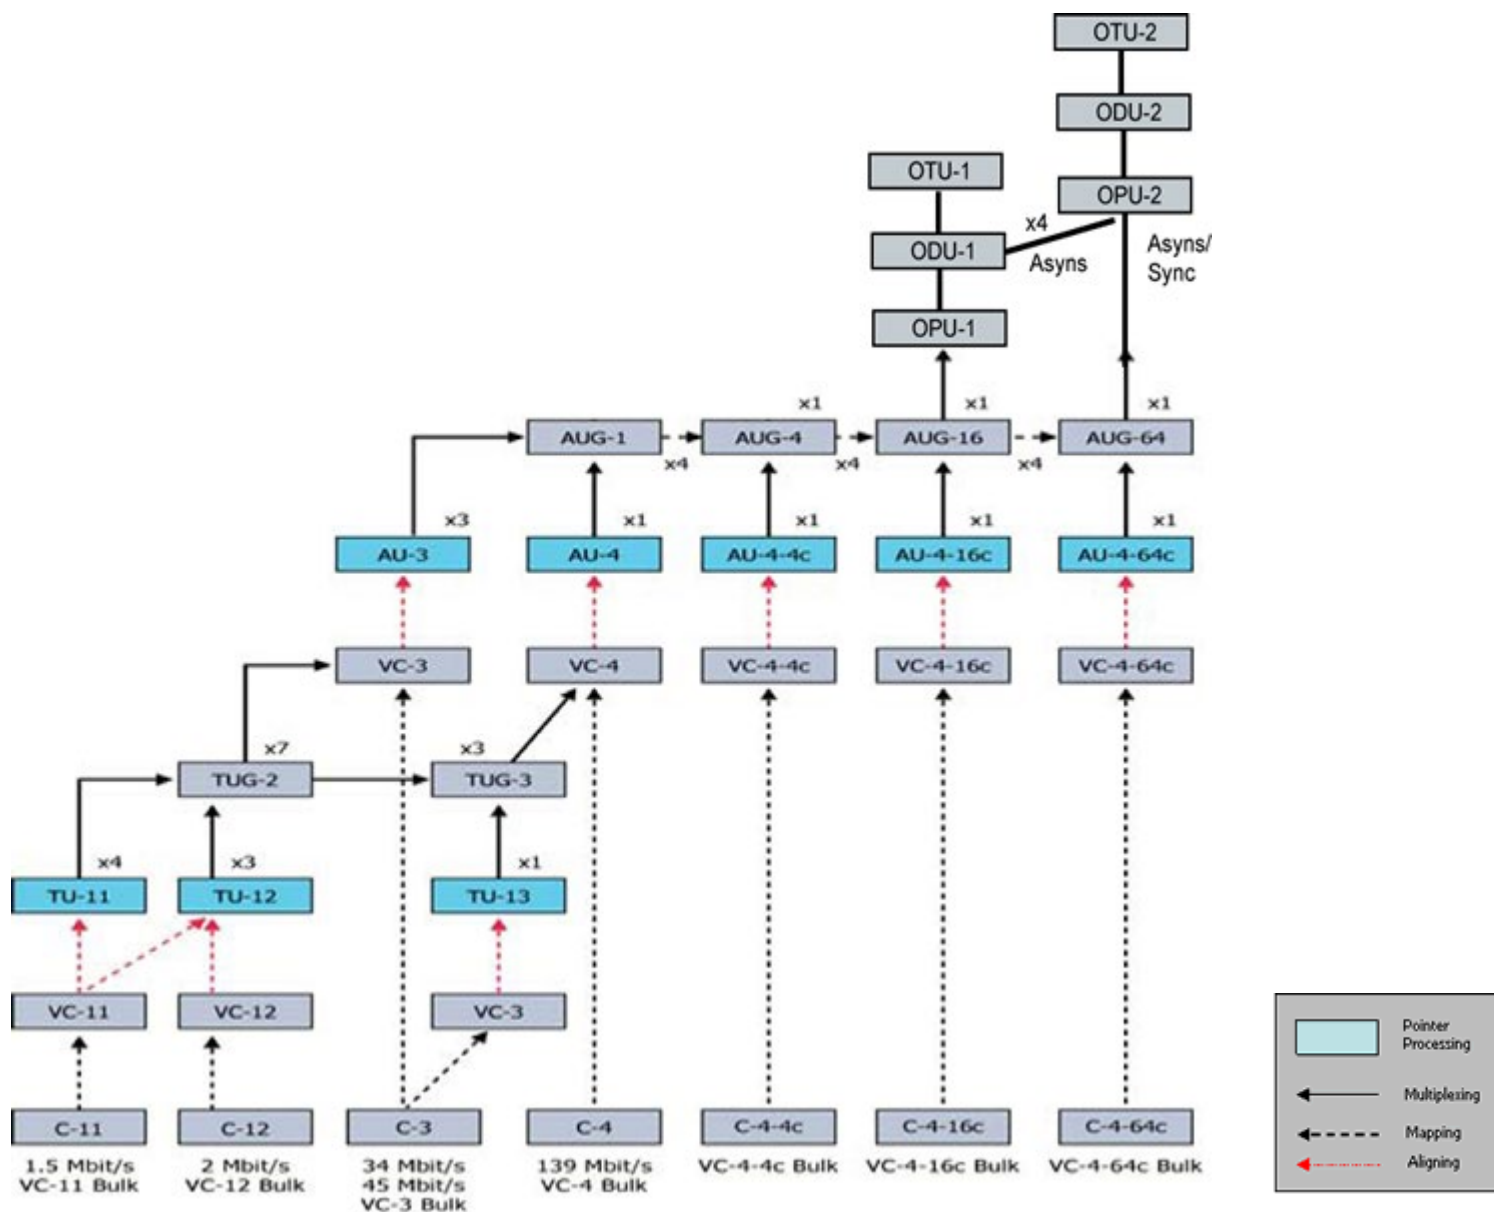 OTU-2
ODU-2
OTU-1
OPU-2
x4
ODU-1
Asyns
Asyns/
Sync
OPU-1
x1
x1
x1
AUG-1
AUG-4
AUG-16
AUG-64
x4
x4
x4
x3
x1
x1
x1
x1
AU-3
AU-4
AU-4-4c
AU-4-16c
AU-4-64c
VC-3
VC-4
VC-4-4c
VC-4-16c
VC-4-64c
x7
x3
TUG-2
TUG-3
x4
x3
x1
TU-11
TU-12
TU-13
VC-11
VC-12
VC-3
C-11
C-12
C-3
C-4
C-4-4c
C-4-16c
C-4-64c
1.5 Mbit/s
VC-11 Bulk
2 Mbit/s
VC-12 Bulk
34 Mbit/s
45 Mbit/s
VC-3 Bulk
139 Mbit/s
VC-4 Bulk
VC-4-4c Bulk
VC-4-16c Bulk
VC-4-64c Bulk
Pointer
Processing
Multiplexing
Mapping
Aligning